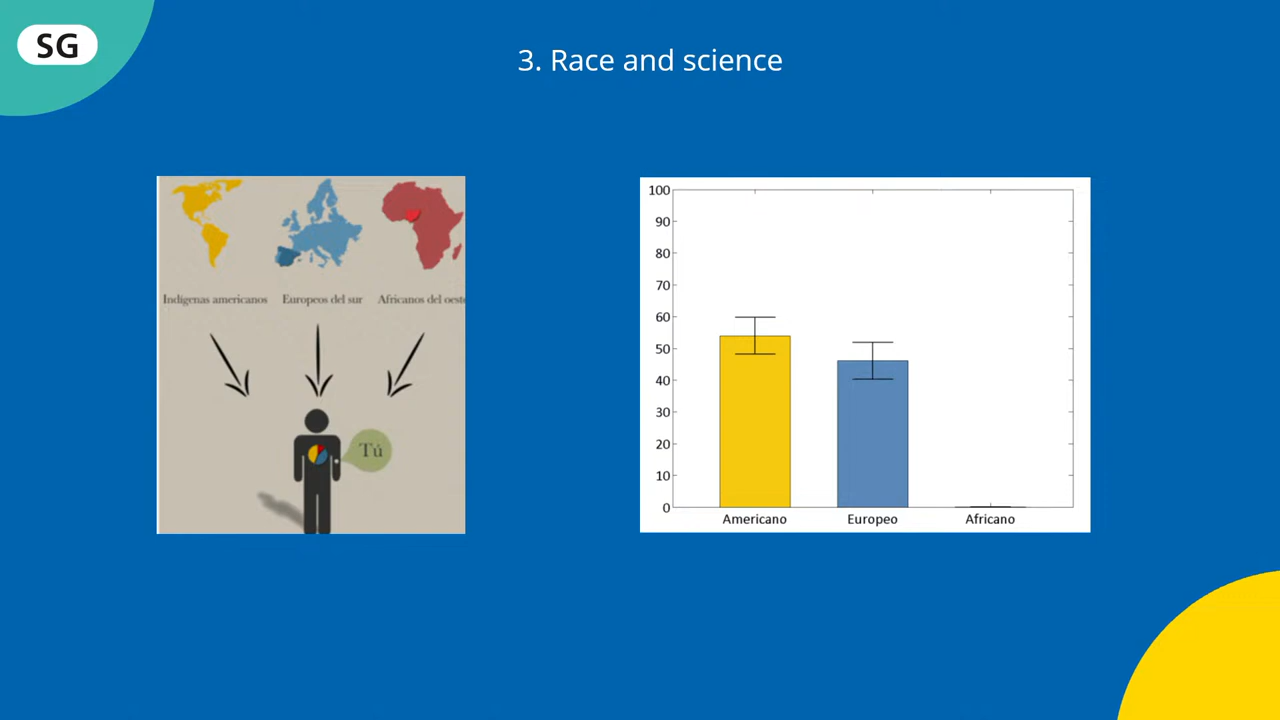 SG
3. Race and science
Indígenas americanos
Europeos del sur
Africanos del oeste
Tú
100
90
80
70
60
50
40
30
20
10
0
Americano
Europeo
Africano